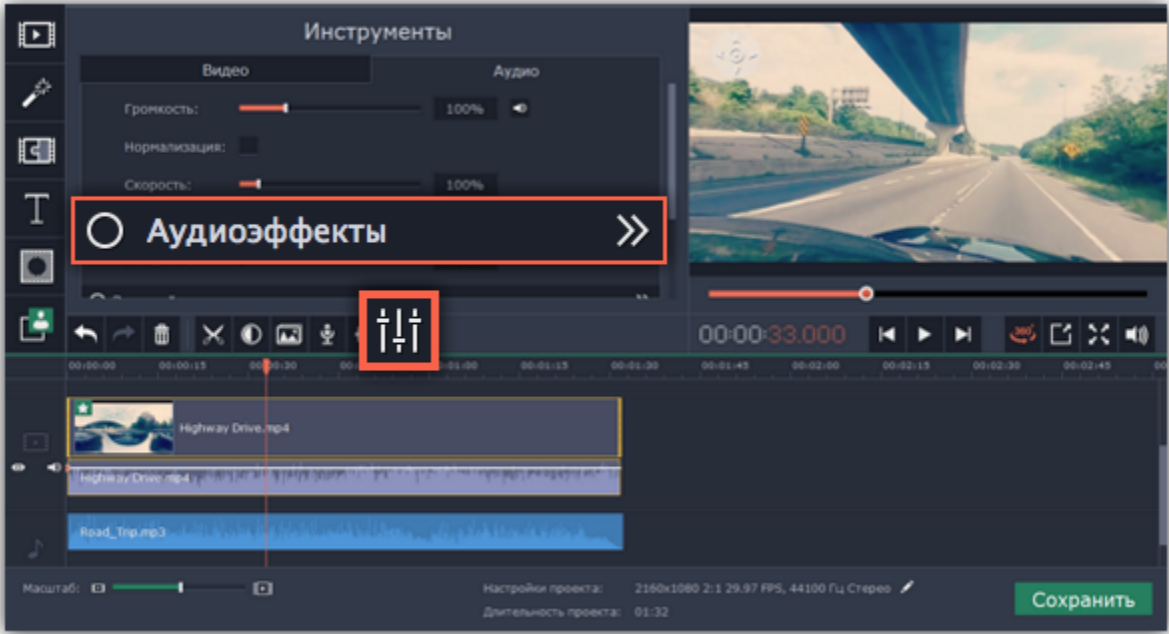 Инструменты
Видео
Аудио
Громкость: 100%
Нормализация:
Скорость: 100%
Аудиоэффекты
00:00:33.000
360°
00:00:00 00:00:15 00:00:30 00:01:00 00:01:15 00:01:30 00:01:45 00:02:00 00:02:15 00:02:30 00:02:45
Highway Drive.mp4
Highway Drive.mp4
Road_Trip.mp3
Масштаб:
Настройки проекта: 2160x1080 2:1 29.97 FPS, 44100 Гц Стерео
Длительность проекта: 01:32
Сохранить